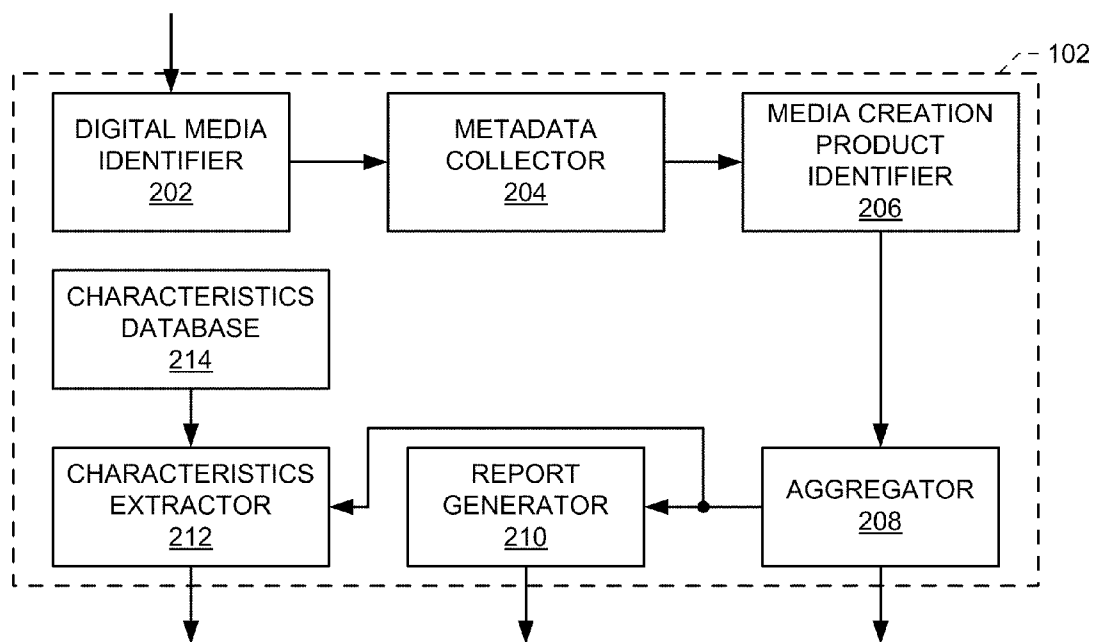 102
DIGITAL MEDIA
IDENTIFIER
202
METADATA
COLLECTOR
204
MEDIA CREATION
PRODUCT
IDENTIFIER
206
CHARACTERISTICS
DATABASE
214
CHARACTERISTICS
EXTRACTOR
212
REPORT
GENERATOR
210
AGGREGATOR
208